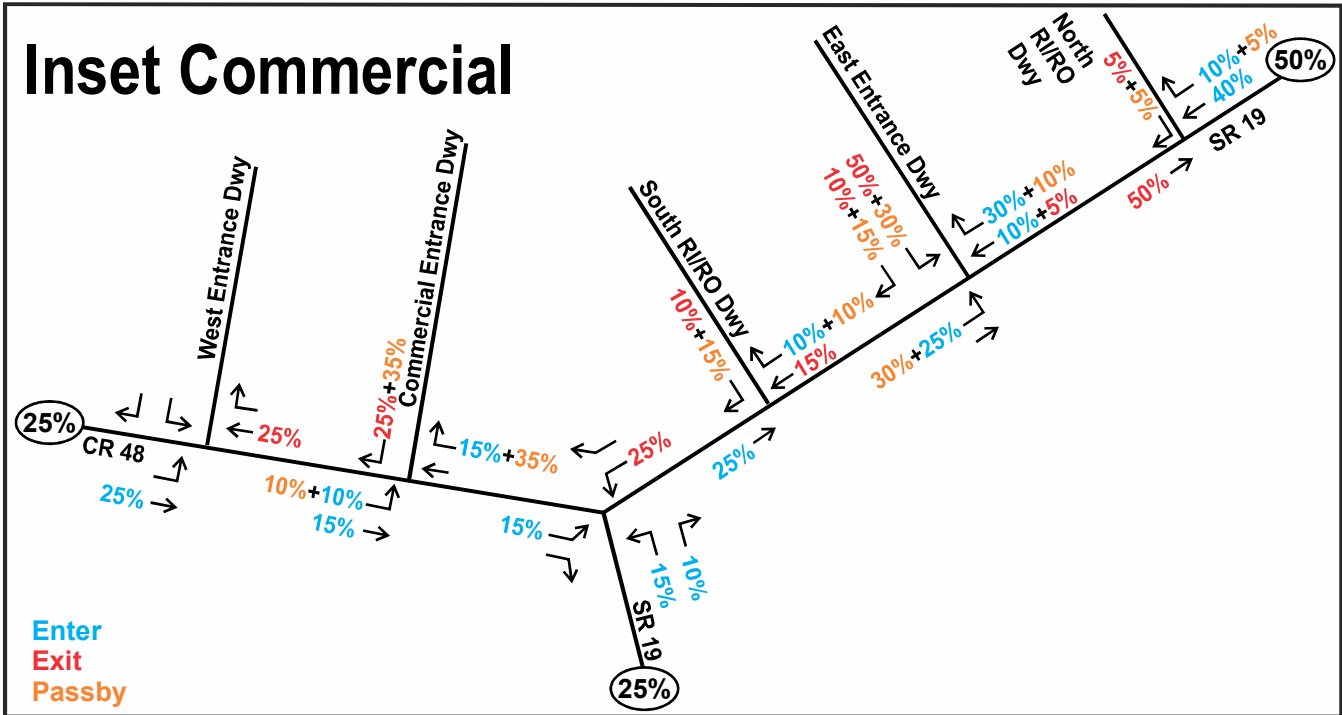 Inset Commercial
North
RI/RO
Dwy
10%+5%
40%
50%
5%+5%
SR 19
50%
East Entrance Dwy
50%+30%
10%+15%
30%+10%
10%+5%
30%+25%
South RI/RO Dwy
10%+15%
10%+10%
15%
25%
25%
Commercial Entrance Dwy
25%+35%
15%+35%
10%+10%
15%
15%
West Entrance Dwy
25%
25%
CR 48
25%
15%
10%
SR 19
25%
Enter
Exit
Passby